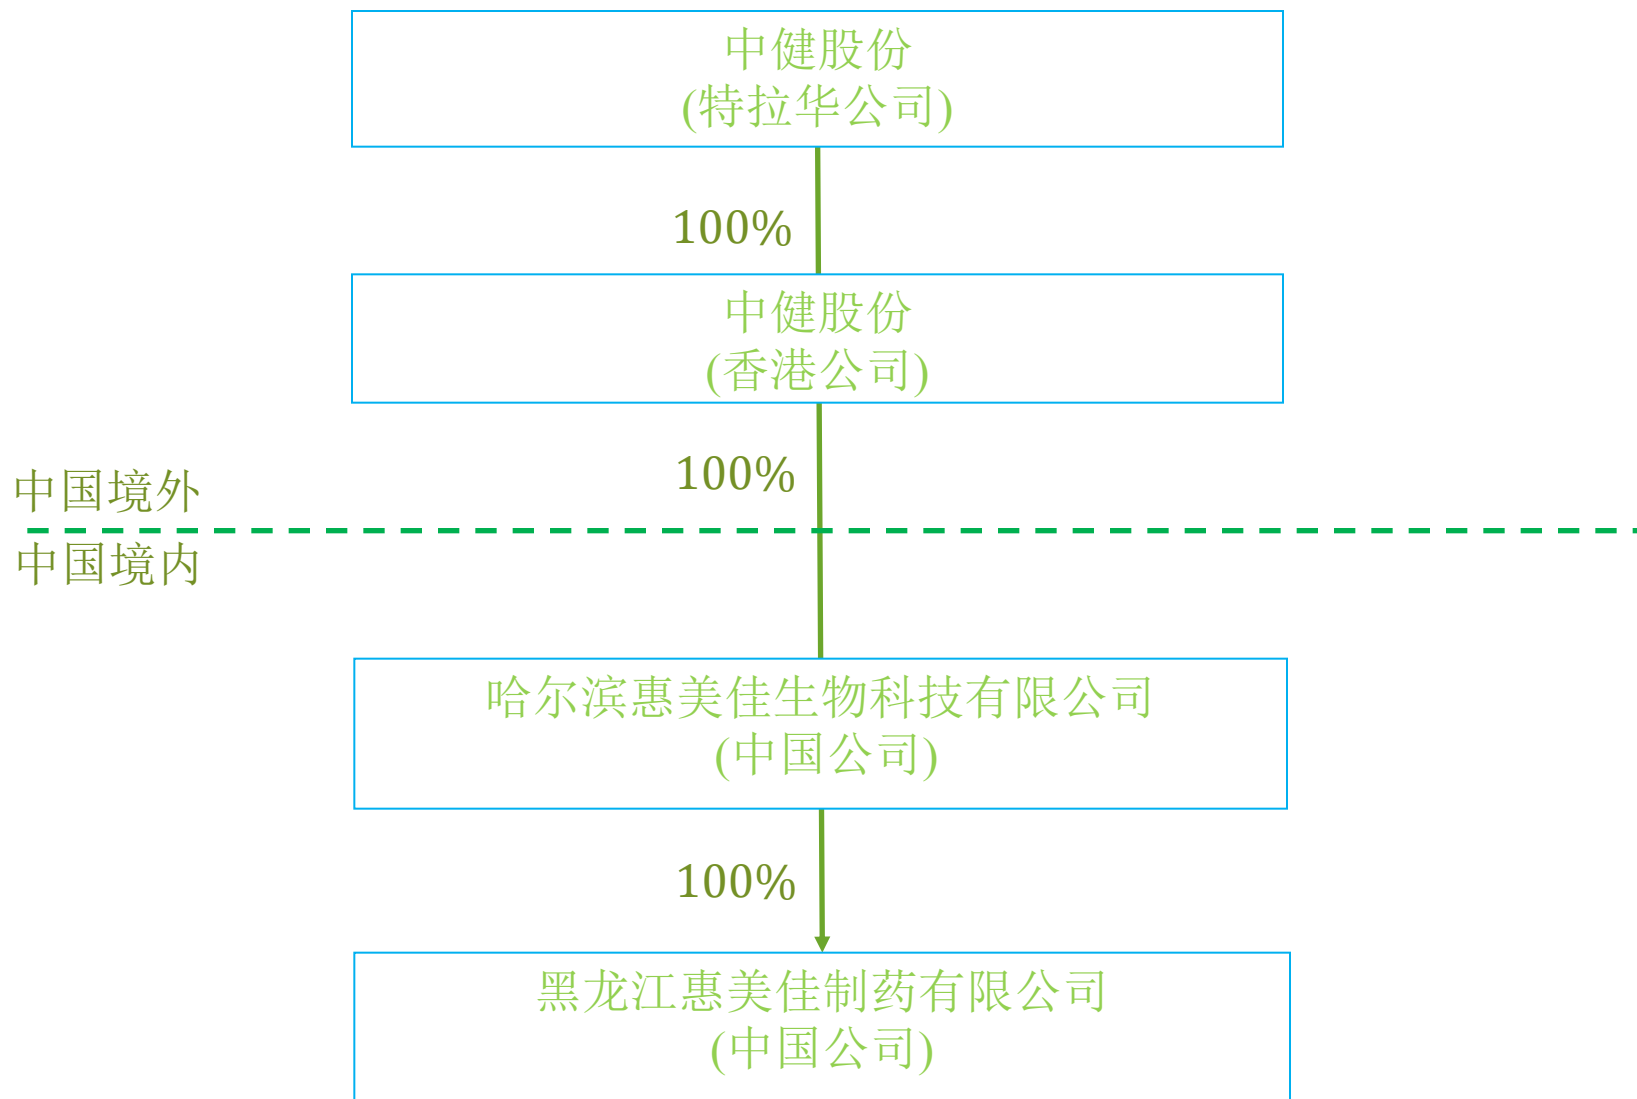 中健股份
(特拉华公司)
100%
中健股份
(香港公司)
100%
中国境外
中国境内
哈尔滨惠美佳生物科技有限公司
(中国公司)
100%
黑龙江惠美佳制药有限公司
(中国公司)